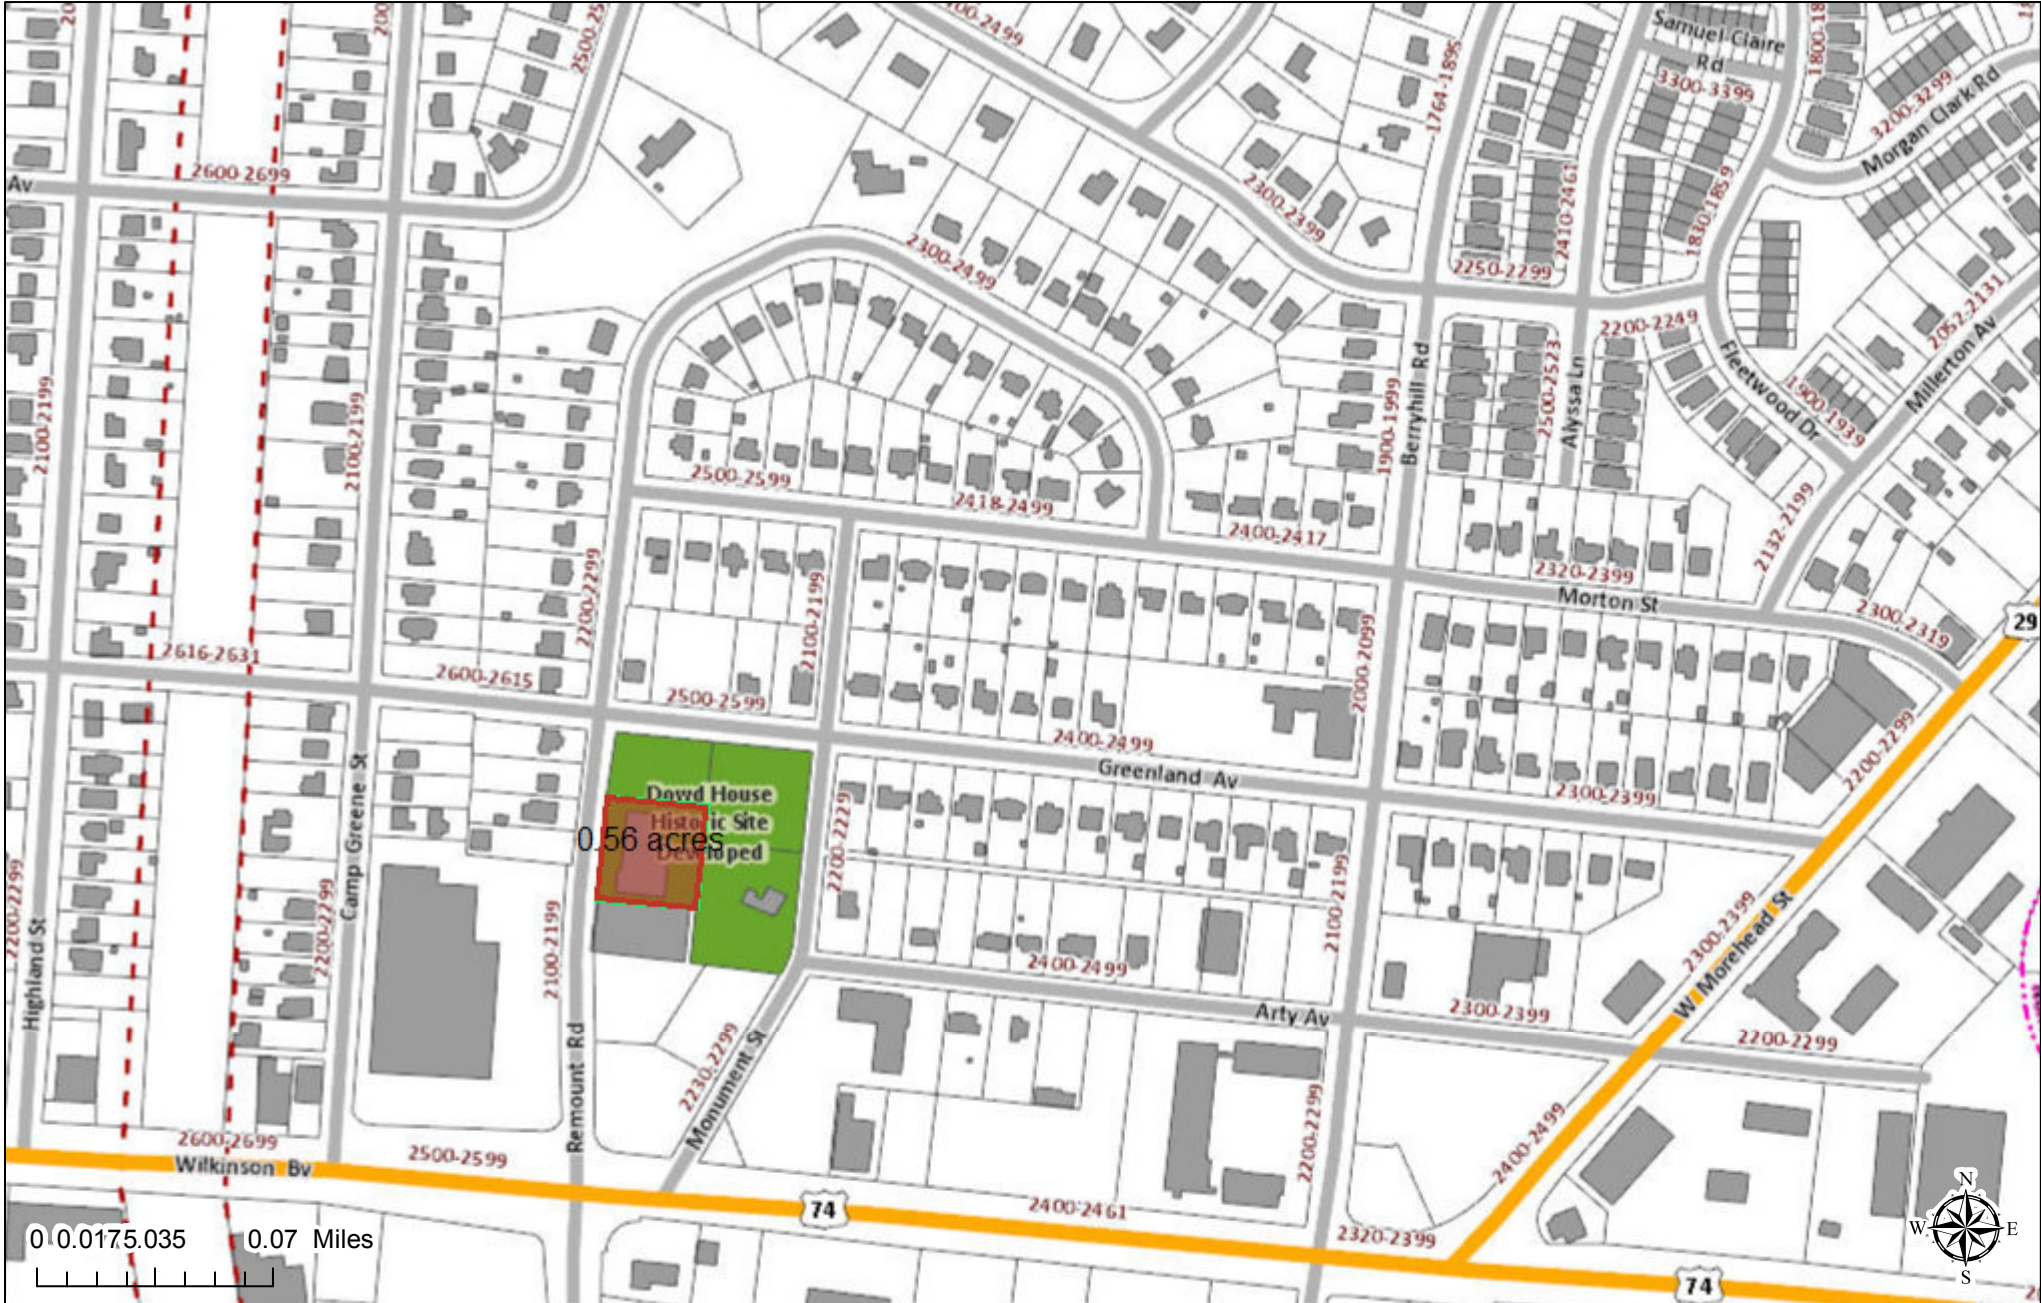 20
200
2500-25
00-2499
1764-1895
Samuel Claire
Rd
3300-3399
1800-18
3200-3299
Morgan Clark Rd
Av
2600-2699
2300-2399
2410-2461
1830-1859
2300-2499
2250-2299
2200-2249
2052-2131
Millerton Av
2100-2199
2100-2199
1900-1999
Berryhill Rd
2500-2523
Alyssa Ln
Fleetwood Dr
1900-1939
2500-2599
2418-2499
2400-2417
2132-2199
2200-2299
2100-2199
2320-2399
Morton St
2300-2319
29
2616-2631
2600-2615
2500-2599
2000-2099
2400-2499
Greenland Av
2300-2399
2200-2299
Camp Greene St
Dowd House
Historic Site
Developed
0.56 acres
2200-2229
2100-2199
2200-2299
Highland St
2200-2299
2100-2199
2400-2499
Arty Av
2300-2399
2300-2399
W Morehead St
2200-2299
Remount Rd
2230-2299
Monument St
2200-2299
2400-2499
2600-2699
Wilkinson Bv
2500-2599
74
2400-2461
2320-2399
74
0 0.0175.035 0.07 Miles
N
W E
S